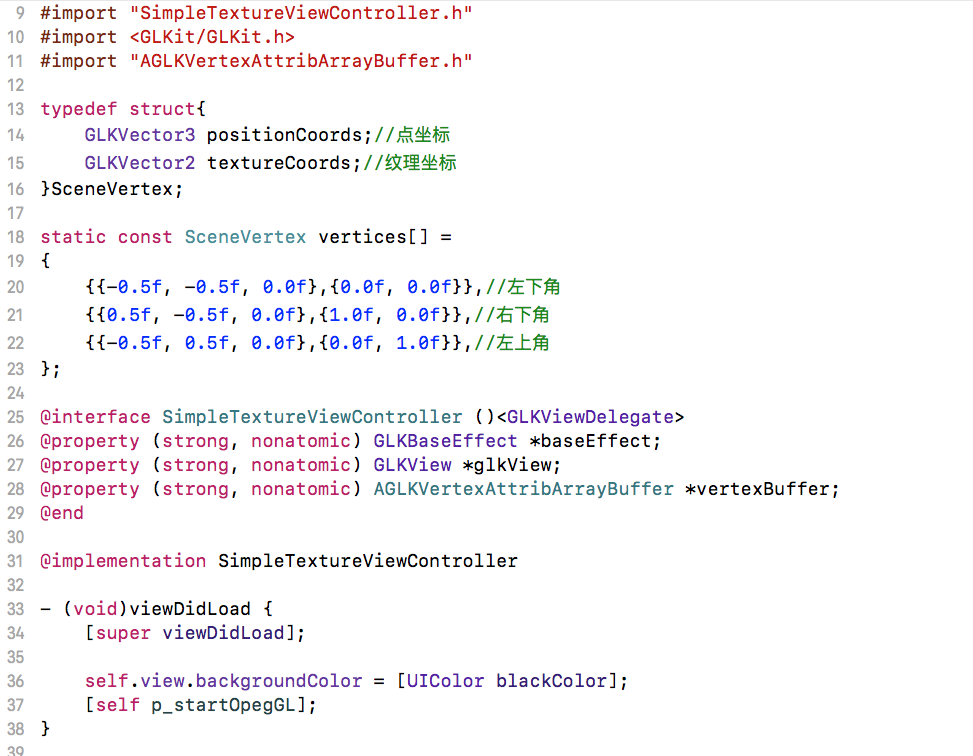 9 #import "SimpleTextureViewController.h"
10 #import <GLKit/GLKit.h>
11 #import "AGLKVertexAttribArrayBuffer.h"
12
13 typedef struct{
14     GLKVector3 positionCoords;//点坐标
15     GLKVector2 textureCoords;//纹理坐标
16 }SceneVertex;
17
18 static const SceneVertex vertices[] =
19 {
20     {{-0.5f, -0.5f, 0.0f},{0.0f, 0.0f}},//左下角
21     {{0.5f, -0.5f, 0.0f},{1.0f, 0.0f}},//右下角
22     {{-0.5f, 0.5f, 0.0f},{0.0f, 1.0f}},//左上角
23 };
24
25 @interface SimpleTextureViewController ()<GLKViewDelegate>
26 @property (strong, nonatomic) GLKBaseEffect *baseEffect;
27 @property (strong, nonatomic) GLKView *glkView;
28 @property (strong, nonatomic) AGLKVertexAttribArrayBuffer *vertexBuffer;
29 @end
30
31 @implementation SimpleTextureViewController
32
33 - (void)viewDidLoad {
34     [super viewDidLoad];
35
36     self.view.backgroundColor = [UIColor blackColor];
37     [self p_startOpegGL];
38 }
39